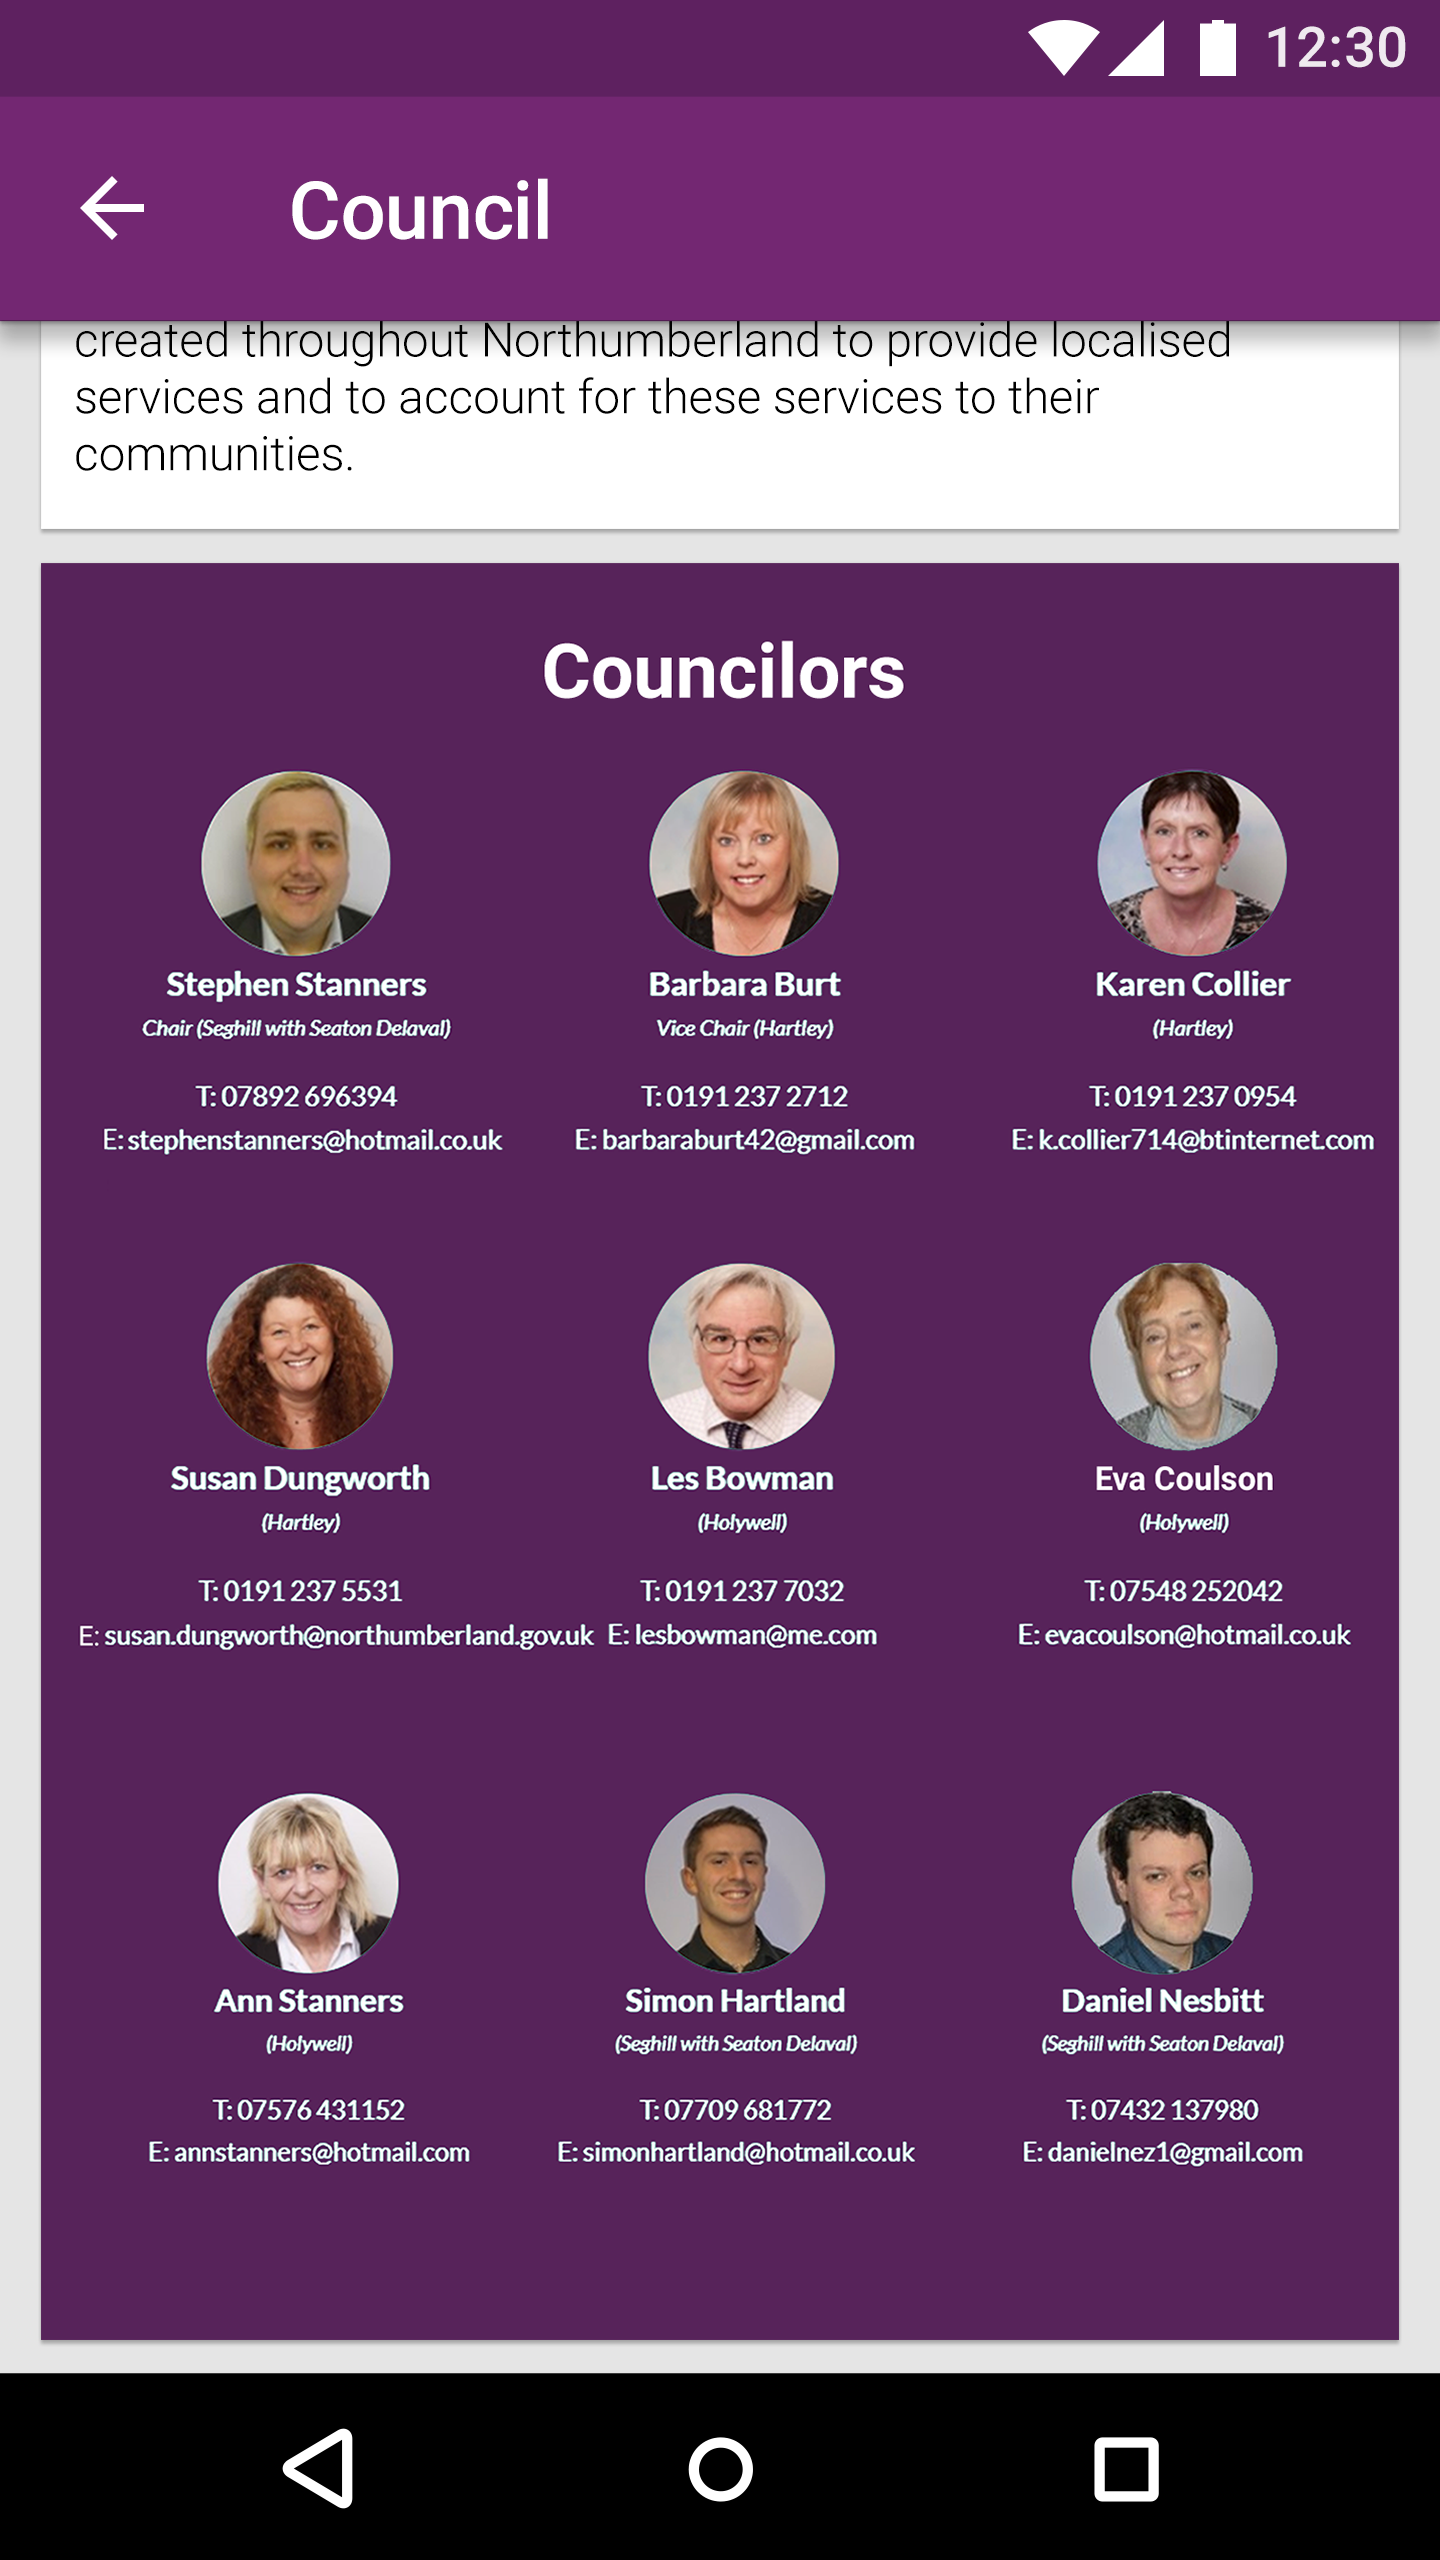 12:30
Council
created throughout Northumberland to provide localised
services and to account for these services to their
communities.
Councilors
Stephen Stanners
Chair (Seghill with Seaton Delaval)
T: 07892 696394
E: stephenstanners@hotmail.co.uk
Barbara Burt
Vice Chair (Hartley)
T: 0191 237 2712
E: barbaraburt42@gmail.com
Karen Collier
(Hartley)
T: 0191 237 0954
E: k.collier714@btinternet.com
Susan Dungworth
(Hartley)
T: 0191 237 5531
E: susan.dungworth@northumberland.gov.uk
Les Bowman
(Holywell)
T: 0191 237 7032
E: lesbowman@me.com
Eva Coulson
(Holywell)
T: 07548 252042
E: evacoulson@hotmail.co.uk
Ann Stanners
(Holywell)
T: 07576 431152
E: annstanners@hotmail.com
Simon Hartland
(Seghill with Seaton Delaval)
T: 07709 681772
E: simonhartland@hotmail.co.uk
Daniel Nesbitt
(Seghill with Seaton Delaval)
T: 07432 137980
E: danielnez1@gmail.com